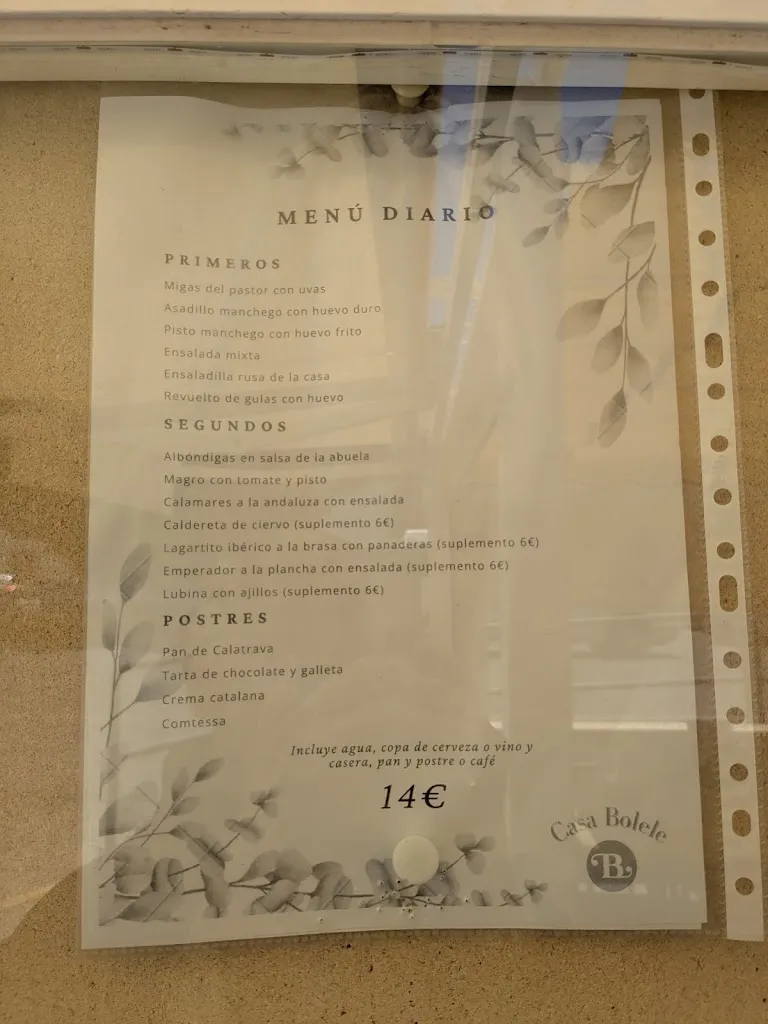 MENÚ DIARIO
PRIMEROS
Migas del pastor con uvas
Asadillo manchego con huevo duro
Pisto manchego con huevo frito
Ensalada mixta
Ensaladilla rusa de la casa
Revuelto de gulas con huevo
SEGUNDOS
Albóndigas en salsa de la abuela
Magro con tomate y pisto
Calamares a la andaluza con ensalada
Caldereta de ciervo (suplemento 6€)
Lagartito ibérico a la brasa con panaderas (suplemento 6€)
Emperador a la plancha con ensalada (suplemento 6€)
Lubina con ajillos (suplemento 6€)
POSTRES
Pan de Calatrava
Tarta de chocolate y galleta
Crema catalana
Comtessa
Incluye agua, copa de cerveza o vino y
casera, pan y postre o café
14€
Casa Bolele
B